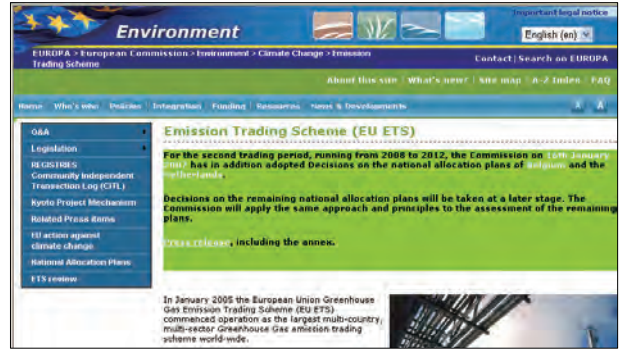 Important legal notice
Environment
English (en)
EUROPA > European Commission > Environment > Climate Change > Emission
Trading Scheme
Contact | Search on EUROPA
About this site | What's new? | Site map | A-Z Index | FAQ
Home Who's who Policies Integration Funding Resources News & Developments
A A
Q&A
Legislation
REGISTRIES
Community Independent
Transaction Log (CITL)
Kyoto Project Mechanism
Related Press items
EU action against
climate change
National Allocation Plans
ETS review
Emission Trading Scheme (EU ETS)
For the second trading period, running from 2008 to 2012, the Commission on 16th January
2007 has in addition adopted Decisions on the national allocation plans of Belgium and the
Netherlands.
Decisions on the remaining national allocation plans will be taken at a later stage. The
Commission will apply the same approach and principles to the assessment of the remaining
plans.
Press release, including the annex.
In January 2005 the European Union Greenhouse
Gas Emission Trading Scheme (EU ETS)
commenced operation as the largest multi-country,
multi-sector Greenhouse Gas emission trading
scheme world-wide.